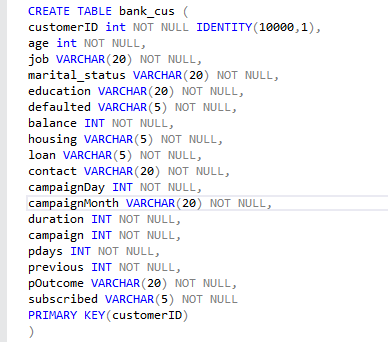 CREATE TABLE bank_cus (
customerID int NOT NULL IDENTITY(10000,1),
age int NOT NULL,
job VARCHAR(20) NOT NULL,
marital_status VARCHAR(20) NOT NULL,
education VARCHAR(20) NOT NULL,
defaulted VARCHAR(5) NOT NULL,
balance INT NOT NULL,
housing VARCHAR(5) NOT NULL,
loan VARCHAR(5) NOT NULL,
contact VARCHAR(20) NOT NULL,
campaignDay INT NOT NULL,
campaignMonth VARCHAR(20) NOT NULL,
duration INT NOT NULL,
campaign INT NOT NULL,
pdays INT NOT NULL,
previous INT NOT NULL,
pOutcome VARCHAR(20) NOT NULL,
subscribed VARCHAR(5) NOT NULL
PRIMARY KEY(customerID)
)